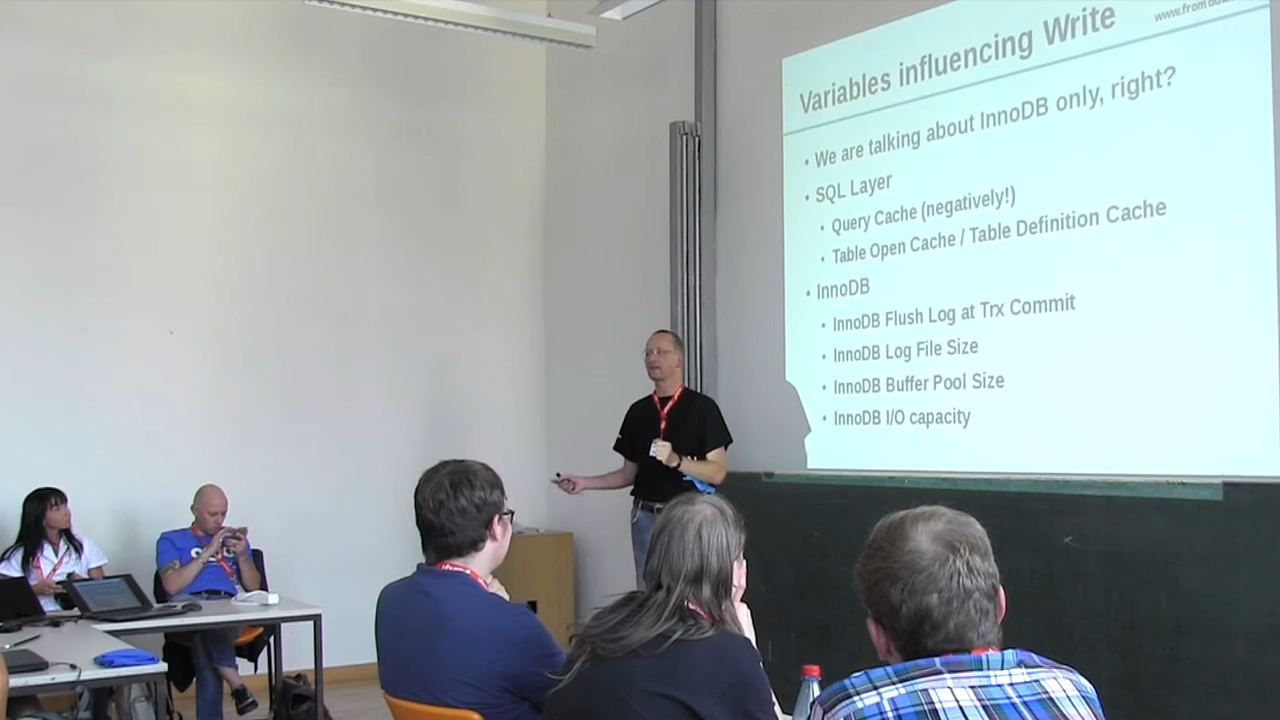 Variables influencing Write
• We are talking about InnoDB only, right?
• SQL Layer
• Query Cache (negatively!)
• Table Open Cache / Table Definition Cache
• InnoDB
• InnoDB Flush Log at Trx Commit
• InnoDB Log File Size
• InnoDB Buffer Pool Size
• InnoDB I/O capacity